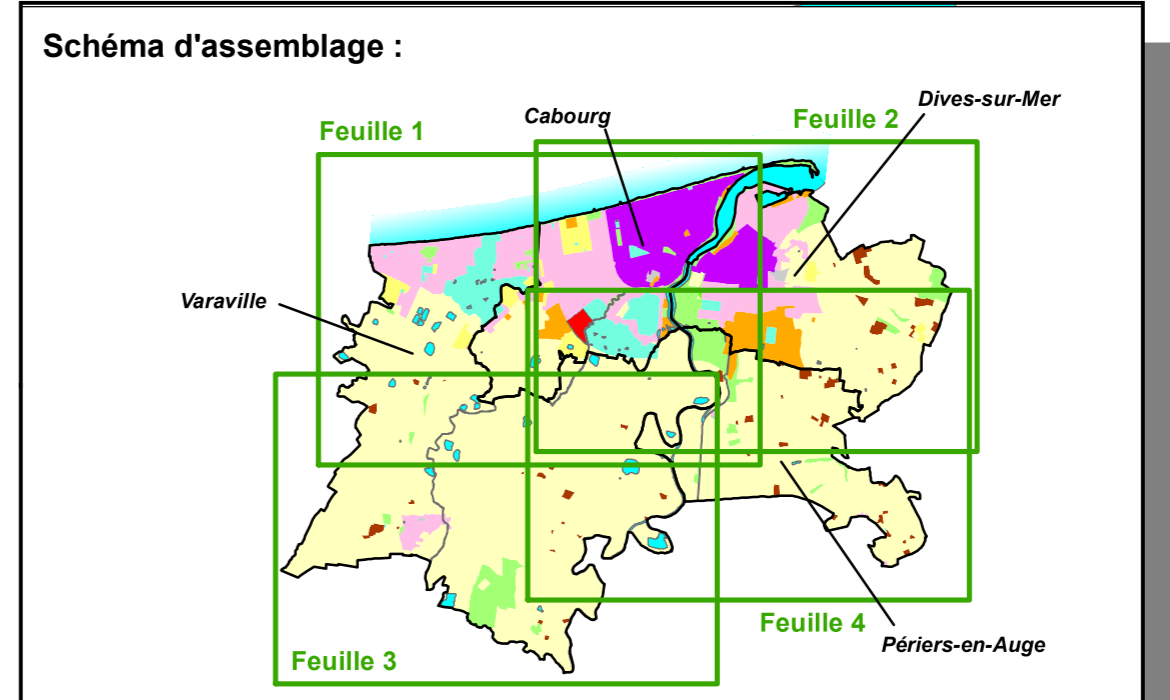 Schéma d'assemblage :
Dives-sur-Mer
Cabourg
Feuille 2
Feuille 1
Varaville
Feuille 4
Périers-en-Auge
Feuille 3